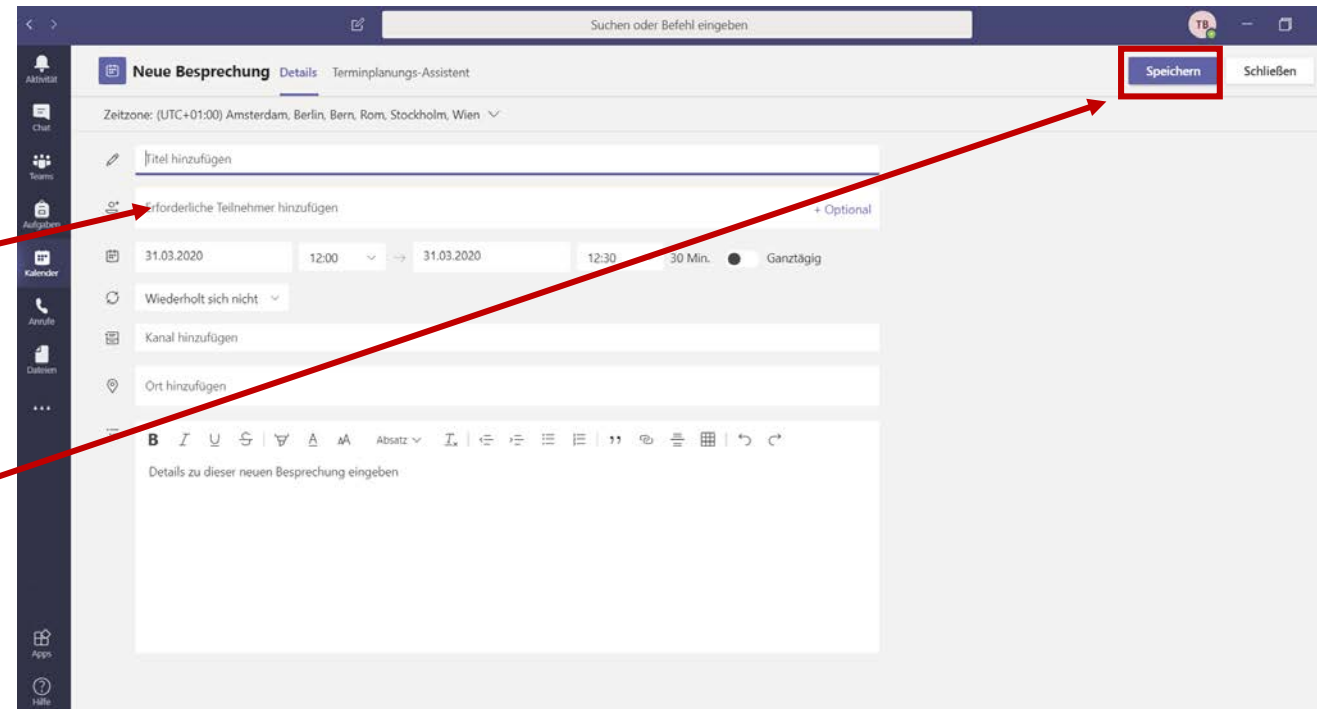 Suchen oder Befehl eingeben
TB
Aktivität
Chat
Teams
Aufgaben
Kalender
Anrufe
Dateien
Apps
Hilfe
Neue Besprechung Details Terminplanungs-Assistent
Speichern Schließen
Zeitzone: (UTC+01:00) Amsterdam, Berlin, Bern, Rom, Stockholm, Wien
Titel hinzufügen
Erforderliche Teilnehmer hinzufügen + Optional
31.03.2020 12:00 → 31.03.2020 12:30 30 Min. Ganztägig
Wiederholt sich nicht
Kanal hinzufügen
Ort hinzufügen
B I U S A AA Absatz
Details zu dieser neuen Besprechung eingeben